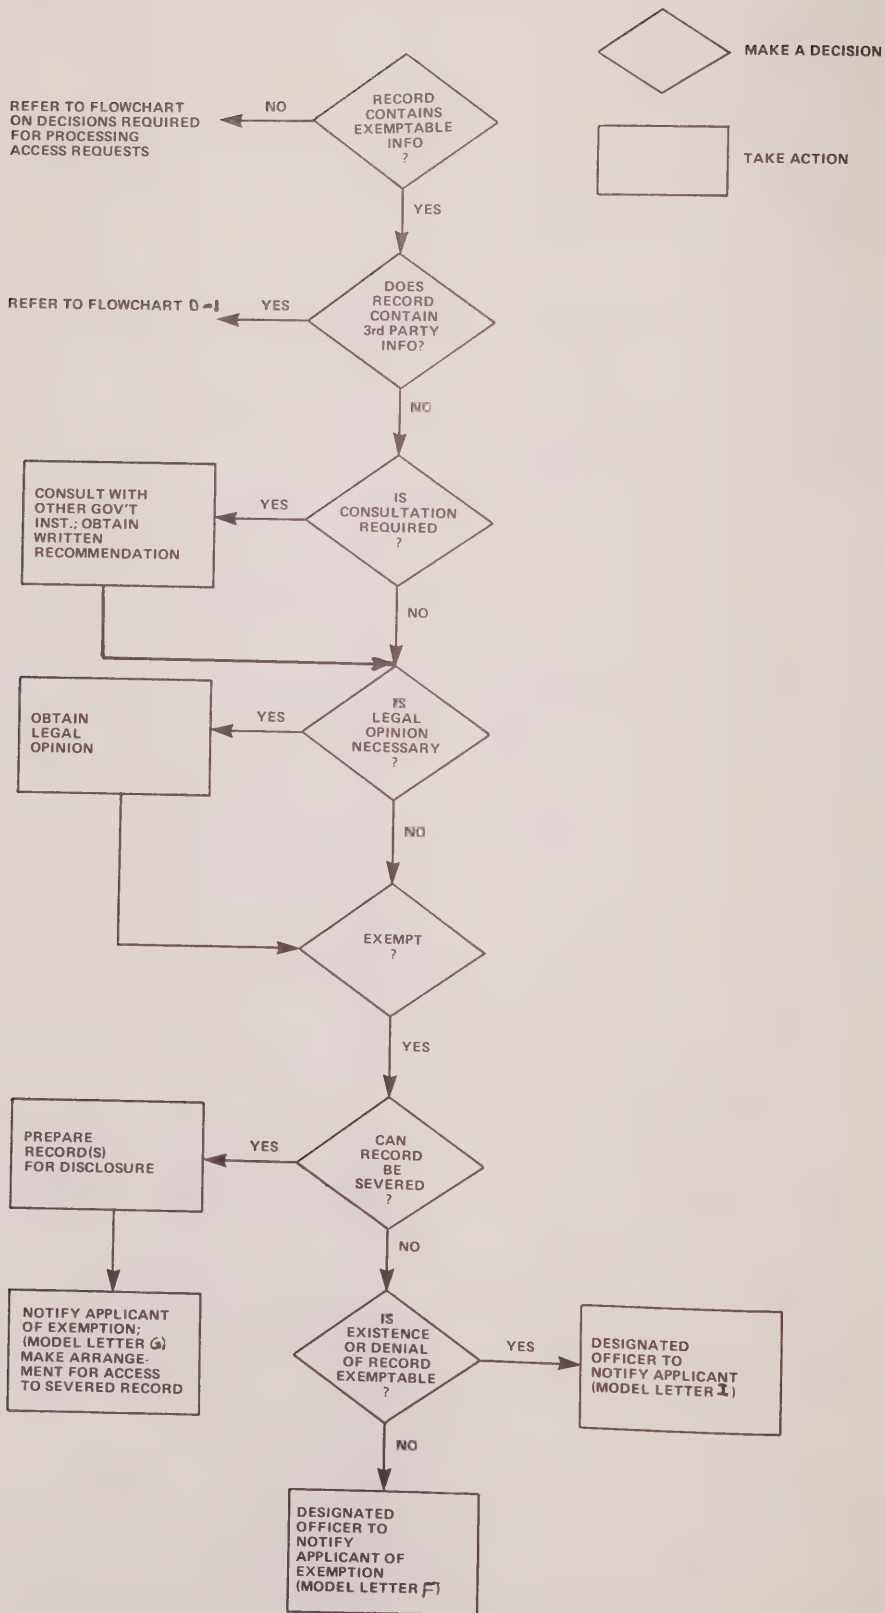 MAKE A DECISION
TAKE ACTION
RECORD
CONTAINS
EXEMPTABLE
INFO
?
NO
REFER TO FLOWCHART
ON DECISIONS REQUIRED
FOR PROCESSING
ACCESS REQUESTS
YES
DOES
RECORD
CONTAIN
3rd PARTY
INFO?
YES
REFER TO FLOWCHART D-1
NO
IS
CONSULTATION
REQUIRED
?
YES
CONSULT WITH
OTHER GOV'T
INST.; OBTAIN
WRITTEN
RECOMMENDATION
NO
IS
LEGAL
OPINION
NECESSARY
?
YES
OBTAIN
LEGAL
OPINION
NO
EXEMPT
?
YES
CAN
RECORD
BE
SEVERED
?
YES
PREPARE
RECORD(S)
FOR DISCLOSURE
NOTIFY APPLICANT
OF EXEMPTION;
(MODEL LETTER G)
MAKE ARRANGE-
MENT FOR ACCESS
TO SEVERED RECORD
NO
IS
EXISTENCE
OR DENIAL
OF RECORD
EXEMPTABLE
?
YES
DESIGNATED
OFFICER TO
NOTIFY APPLICANT
(MODEL LETTER I)
NO
DESIGNATED
OFFICER TO
NOTIFY
APPLICANT OF
EXEMPTION
(MODEL LETTER F)